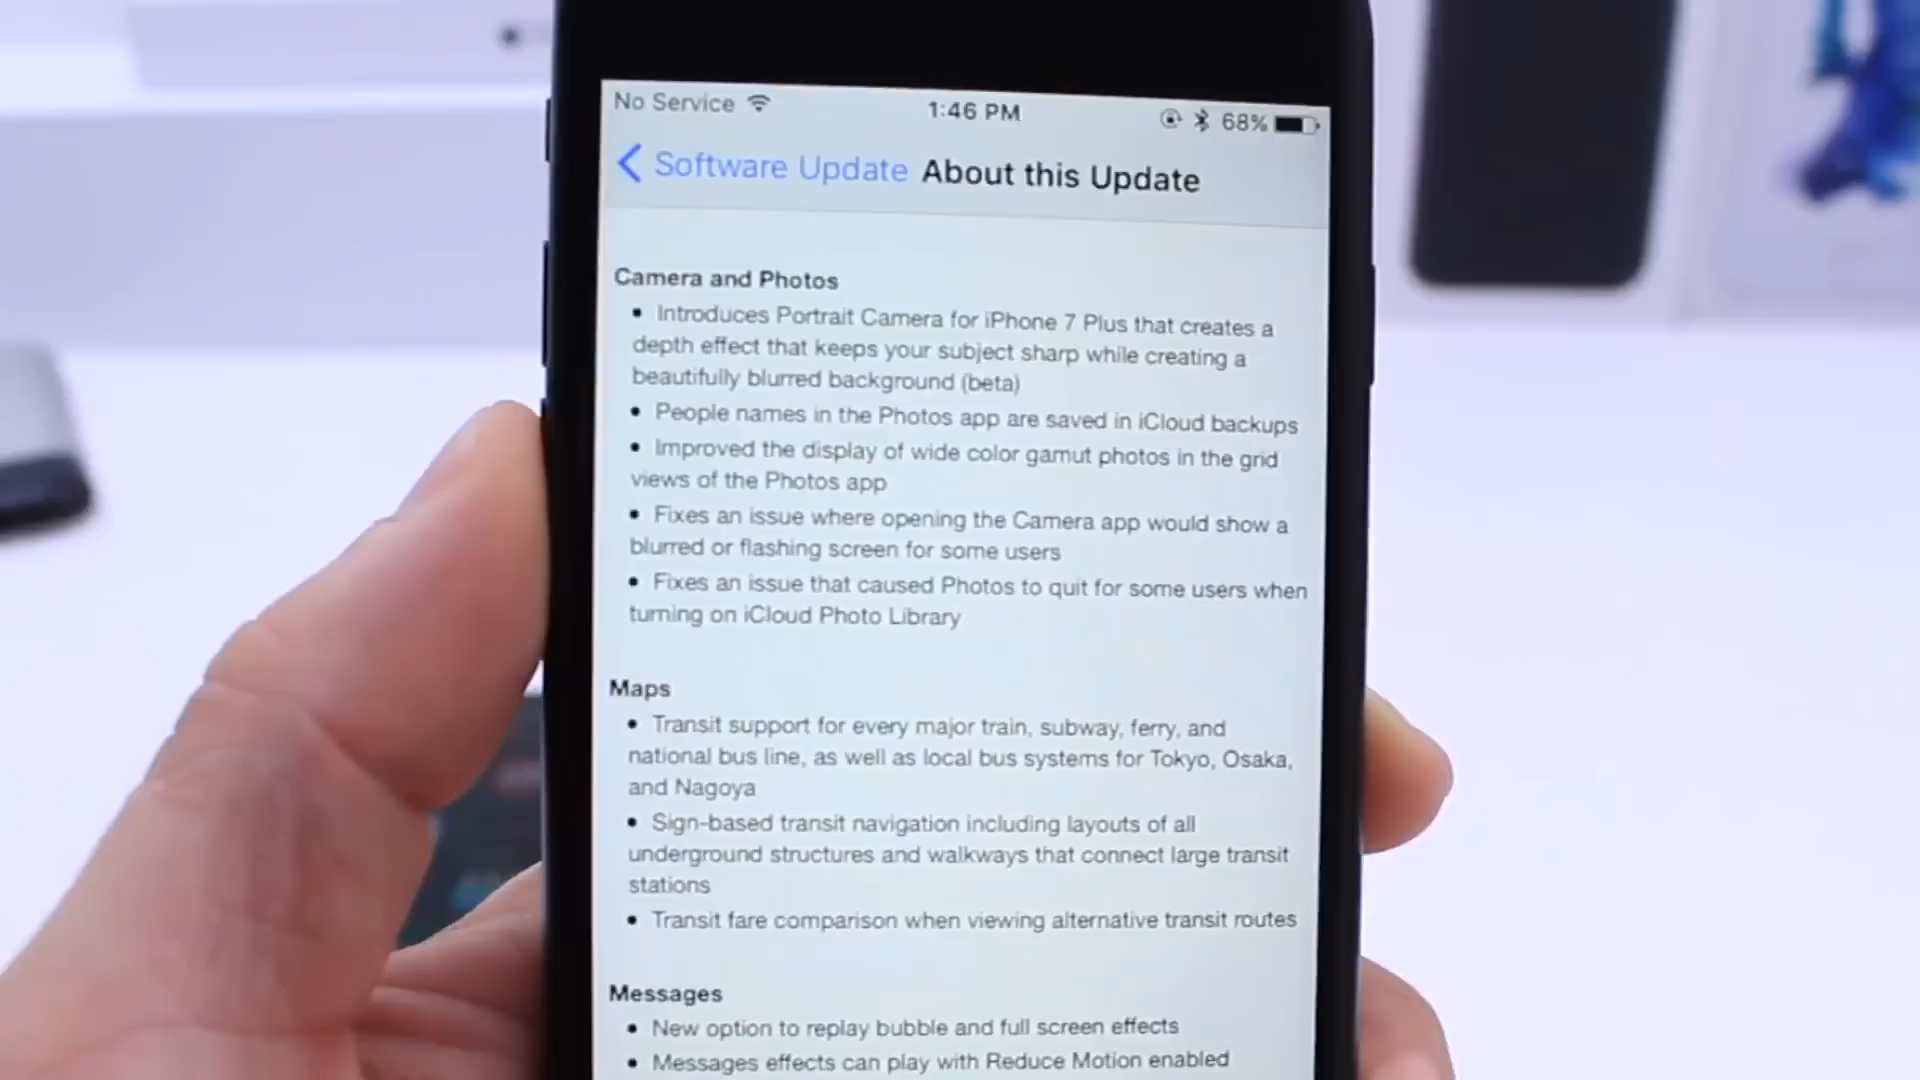 No Service 1:46 PM 68%
Software Update About this Update
Camera and Photos
• Introduces Portrait Camera for iPhone 7 Plus that creates a
depth effect that keeps your subject sharp while creating a
beautifully blurred background (beta)
• People names in the Photos app are saved in iCloud backups
• Improved the display of wide color gamut photos in the grid
views of the Photos app
• Fixes an issue where opening the Camera app would show a
blurred or flashing screen for some users
• Fixes an issue that caused Photos to quit for some users when
turning on iCloud Photo Library
Maps
• Transit support for every major train, subway, ferry, and
national bus line, as well as local bus systems for Tokyo, Osaka,
and Nagoya
• Sign-based transit navigation including layouts of all
underground structures and walkways that connect large transit
stations
• Transit fare comparison when viewing alternative transit routes
Messages
• New option to replay bubble and full screen effects
• Messages effects can play with Reduce Motion enabled